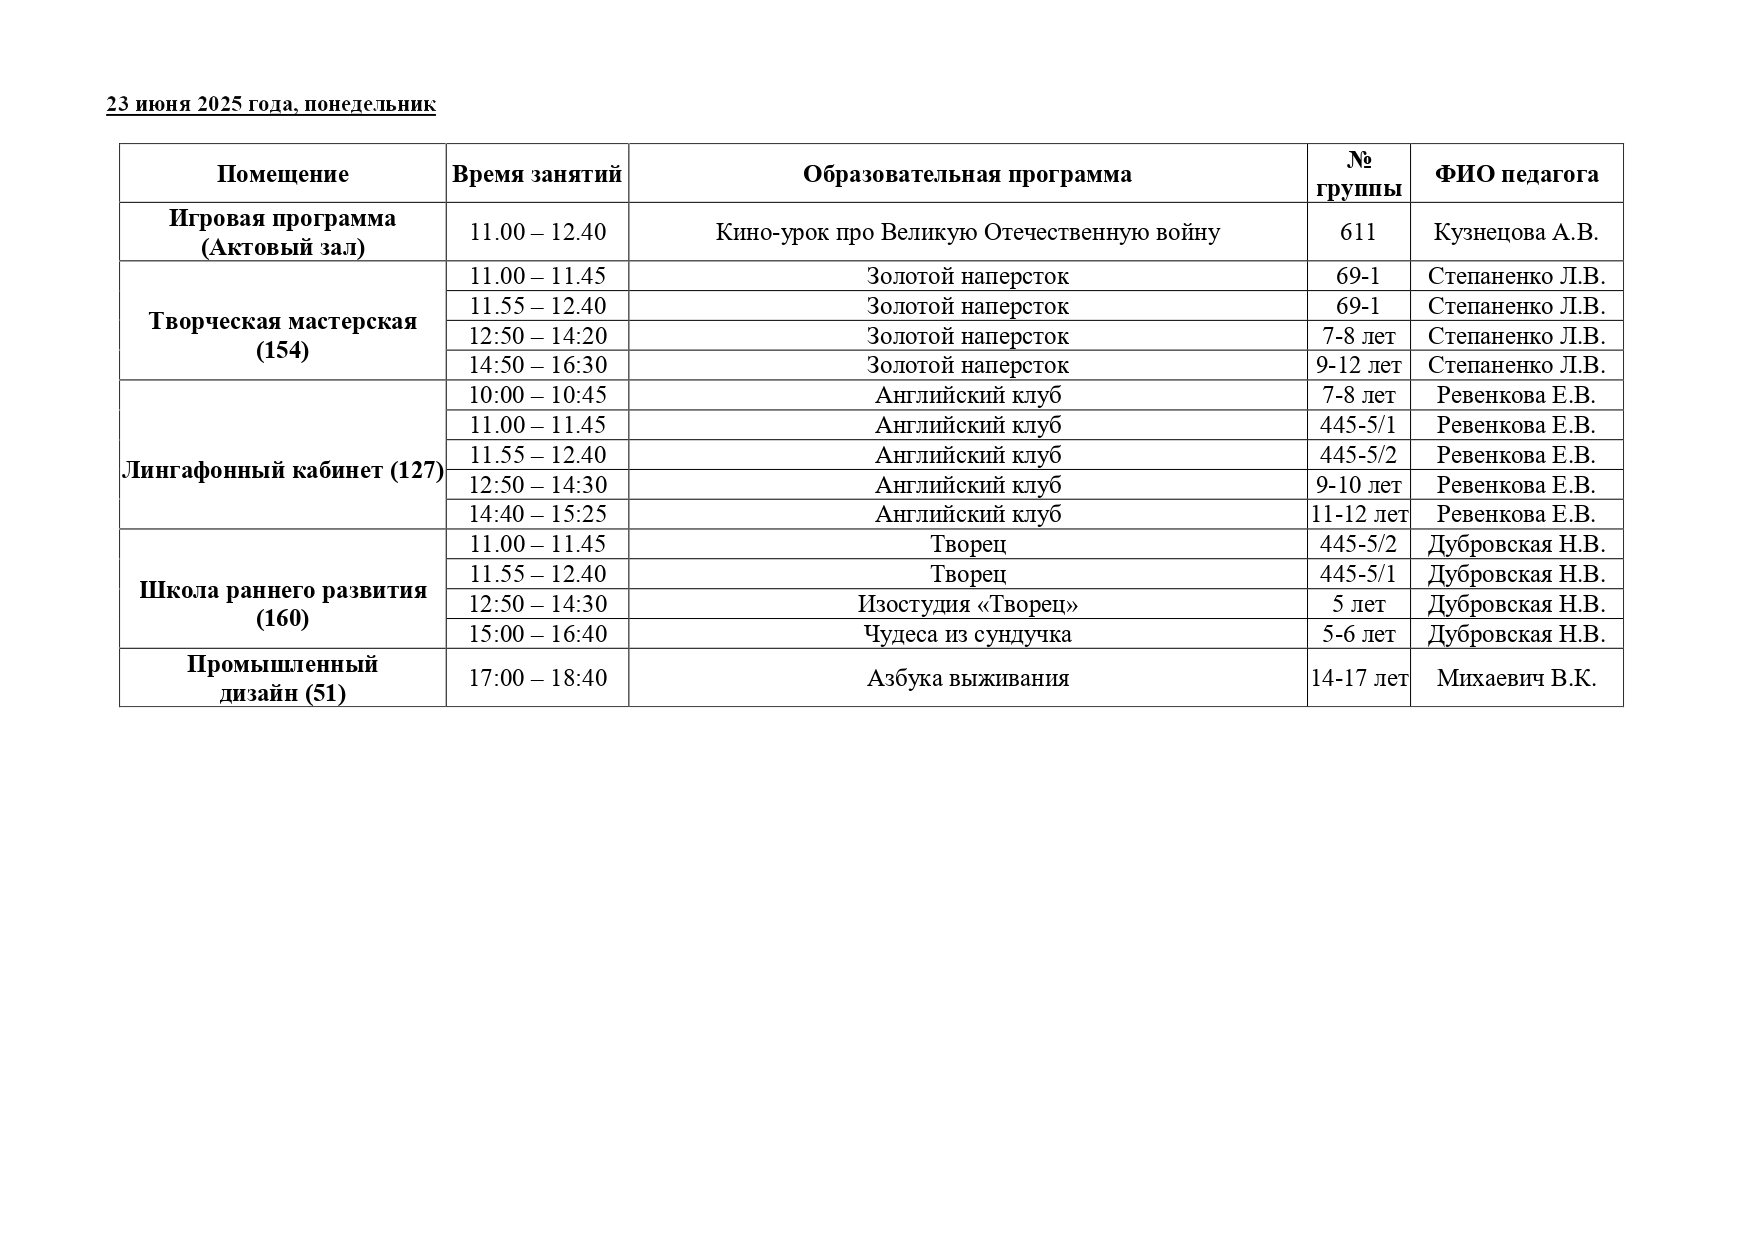 23 июня 2025 года, понедельник
Помещение Время занятий Образовательная программа № группы ФИО педагога
Игровая программа
(Актовый зал) 11.00 – 12.40 Кино-урок про Великую Отечественную войну 611 Кузнецова А.В.
Творческая мастерская
(154)
11.00 – 11.45 Золотой наперсток 69-1 Степаненко Л.В.
11.55 – 12.40 Золотой наперсток 69-1 Степаненко Л.В.
12:50 – 14:20 Золотой наперсток 7-8 лет Степаненко Л.В.
14:50 – 16:30 Золотой наперсток 9-12 лет Степаненко Л.В.
Лингафонный кабинет (127)
10:00 – 10:45 Английский клуб 7-8 лет Ревенкова Е.В.
11.00 – 11.45 Английский клуб 445-5/1 Ревенкова Е.В.
11.55 – 12.40 Английский клуб 445-5/2 Ревенкова Е.В.
12:50 – 14:30 Английский клуб 9-10 лет Ревенкова Е.В.
14:40 – 15:25 Английский клуб 11-12 лет Ревенкова Е.В.
Школа раннего развития
(160)
11.00 – 11.45 Творец 445-5/2 Дубровская Н.В.
11.55 – 12.40 Творец 445-5/1 Дубровская Н.В.
12:50 – 14:30 Изостудия «Творец» 5 лет Дубровская Н.В.
15:00 – 16:40 Чудеса из сундучка 5-6 лет Дубровская Н.В.
Промышленный
дизайн (51) 17:00 – 18:40 Азбука выживания 14-17 лет Михаевич В.К.